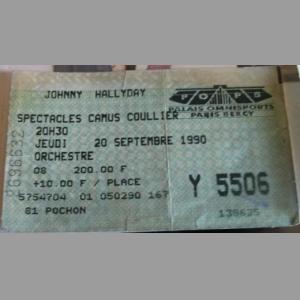 JOHNNY HALLYDAY
POPB
PALAIS OMNISPORTS
PARIS BERCY
SPECTACLES CAMUS COULLIER
20H30
JEUDI 20 SEPTEMBRE 1990
ORCHESTRE
08 200.00 F
+10.00 F / PLACE
Y 5506
5754704 01 050290 167
138635
81 POCHON